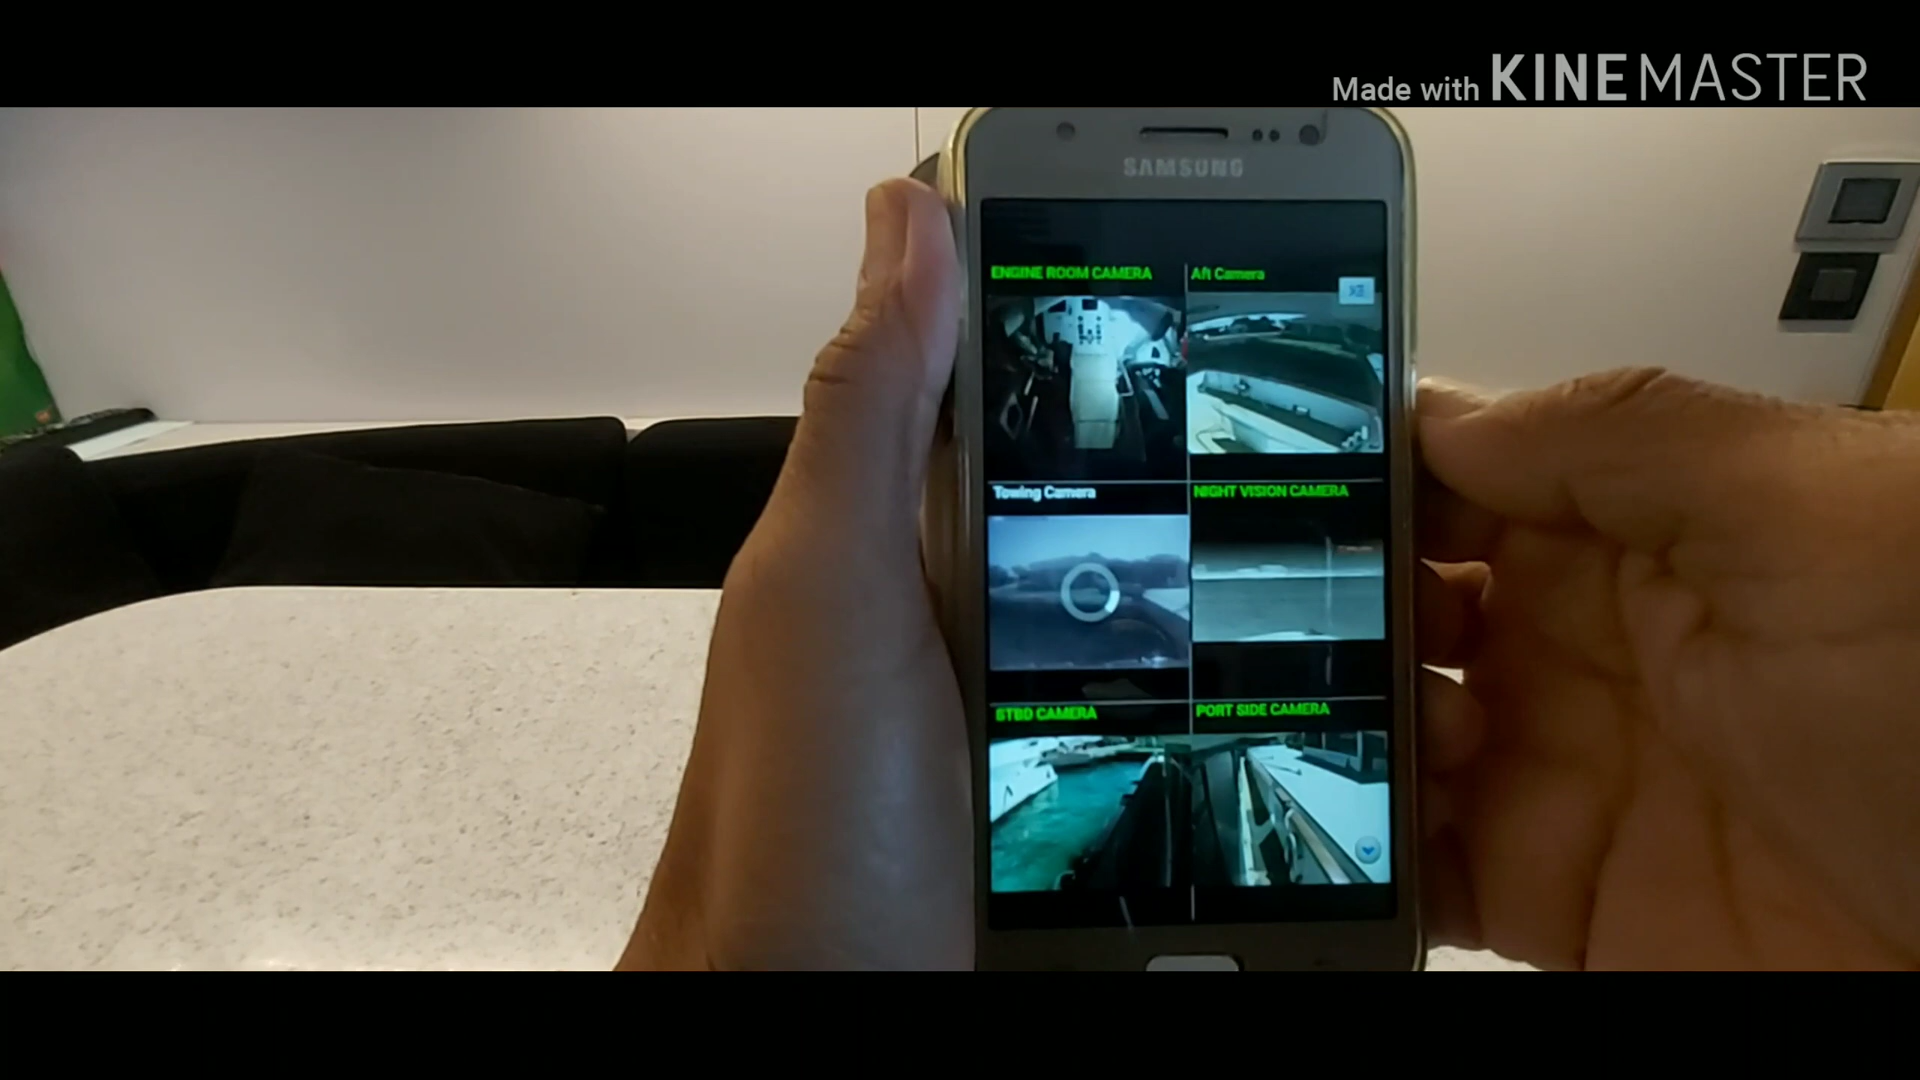 Made with KINEMASTER
SAMSUNG
ENGINE ROOM CAMERA
Aft Camera
Towing Camera
NIGHT VISION CAMERA
STBD CAMERA
PORT SIDE CAMERA